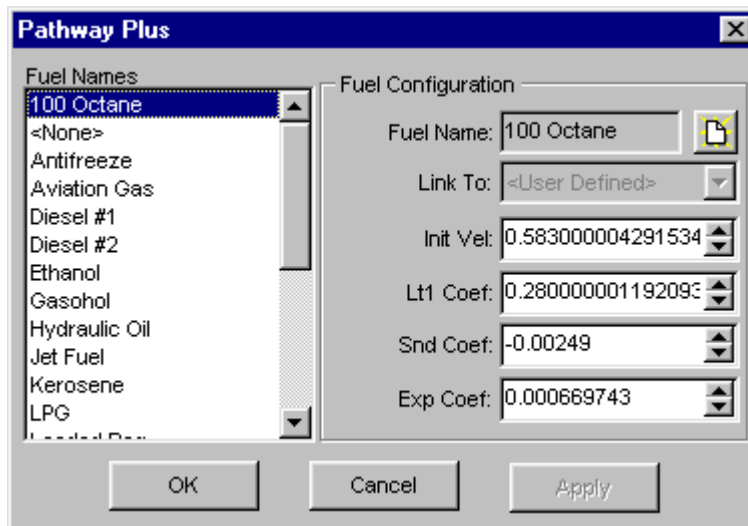 Pathway Plus
Fuel Names
100 Octane
<None>
Antifreeze
Aviation Gas
Diesel #1
Diesel #2
Ethanol
Gasohol
Hydraulic Oil
Jet Fuel
Kerosene
LPG
Fuel Configuration
Fuel Name: 100 Octane
Link To: <User Defined>
Init Vel: 0.583000004291534
Lt1 Coef: 0.280000001192093
Snd Coef: -0.00249
Exp Coef: 0.000669743
OK Cancel Apply